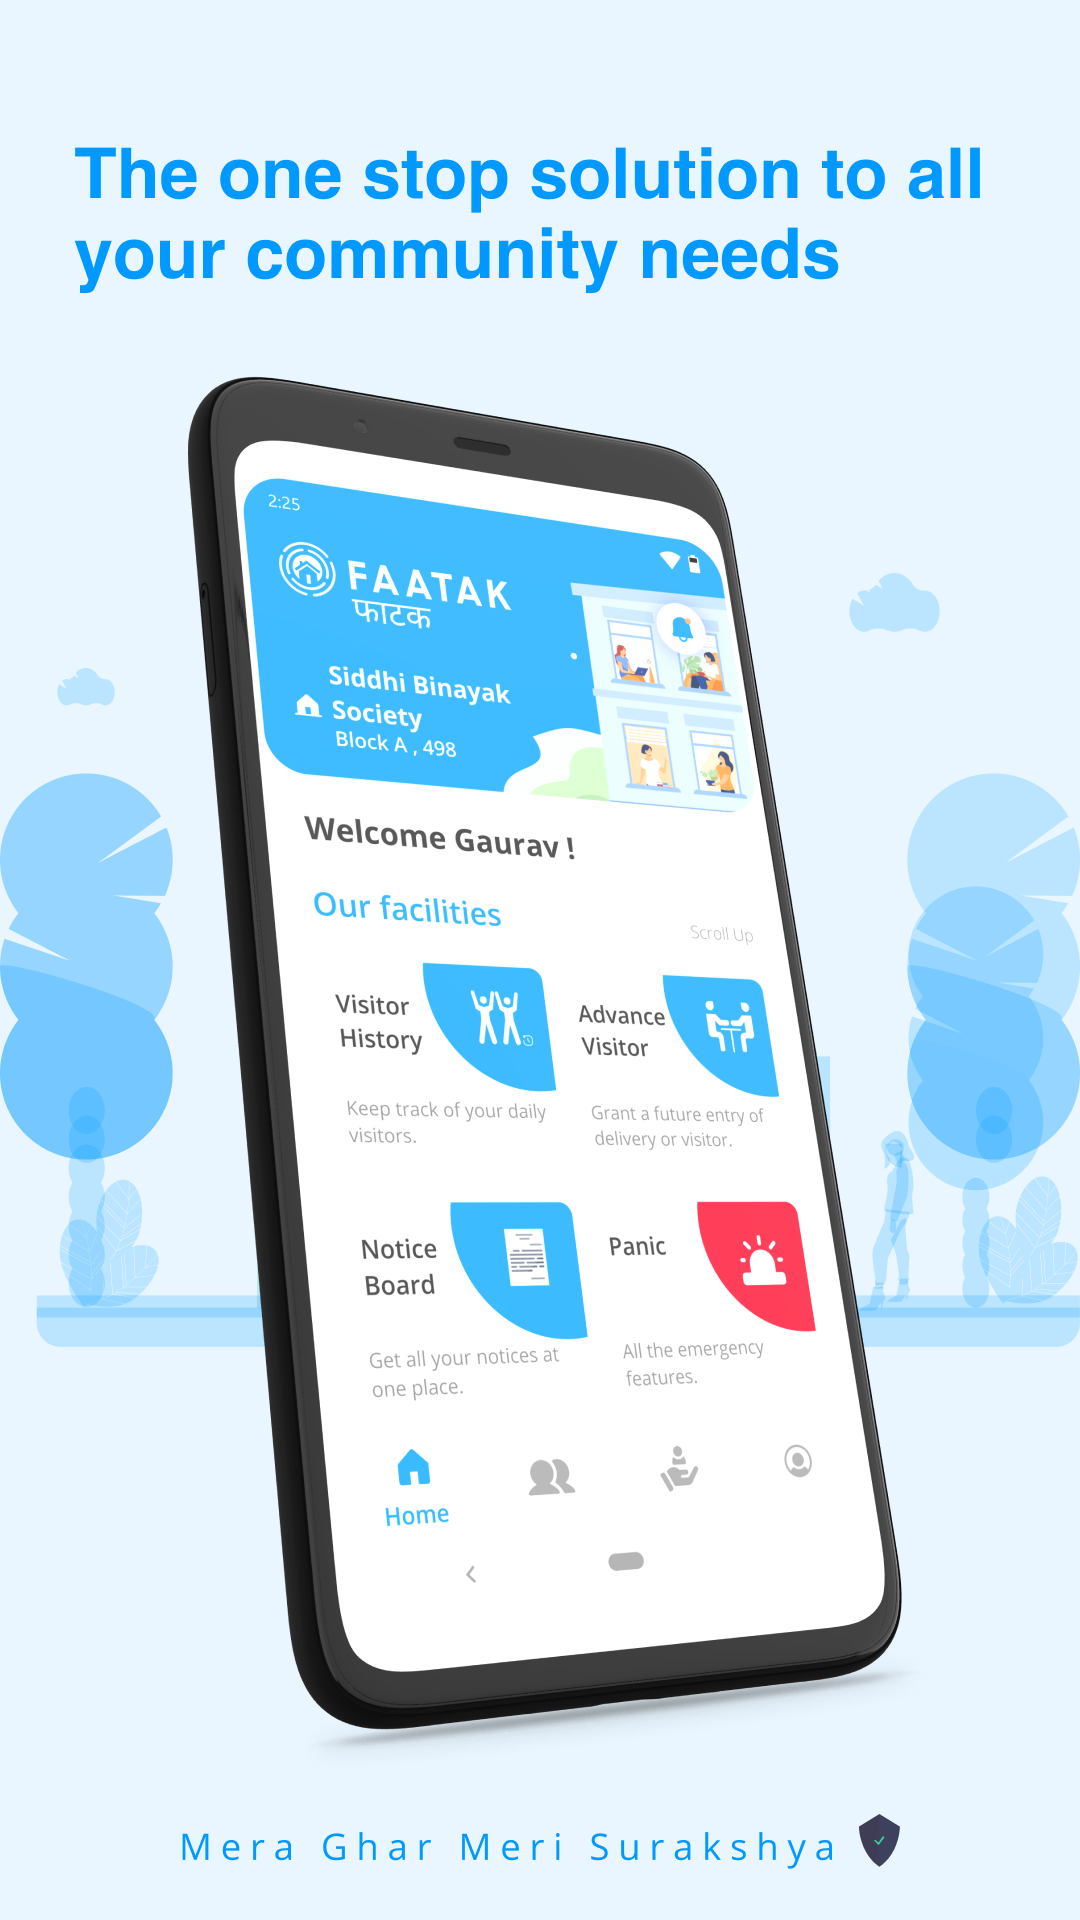 The one stop solution to all
your community needs
2:25
FAATAK
फाटक
Siddhi Binayak
Society
Block A , 498
Welcome Gaurav !
Our facilities
Scroll Up
Visitor
History
Keep track of your daily
visitors.
Advance
Visitor
Grant a future entry of
delivery or visitor.
Notice
Board
Get all your notices at
one place.
Panic
All the emergency
features.
Home
Mera Ghar Meri Surakshya